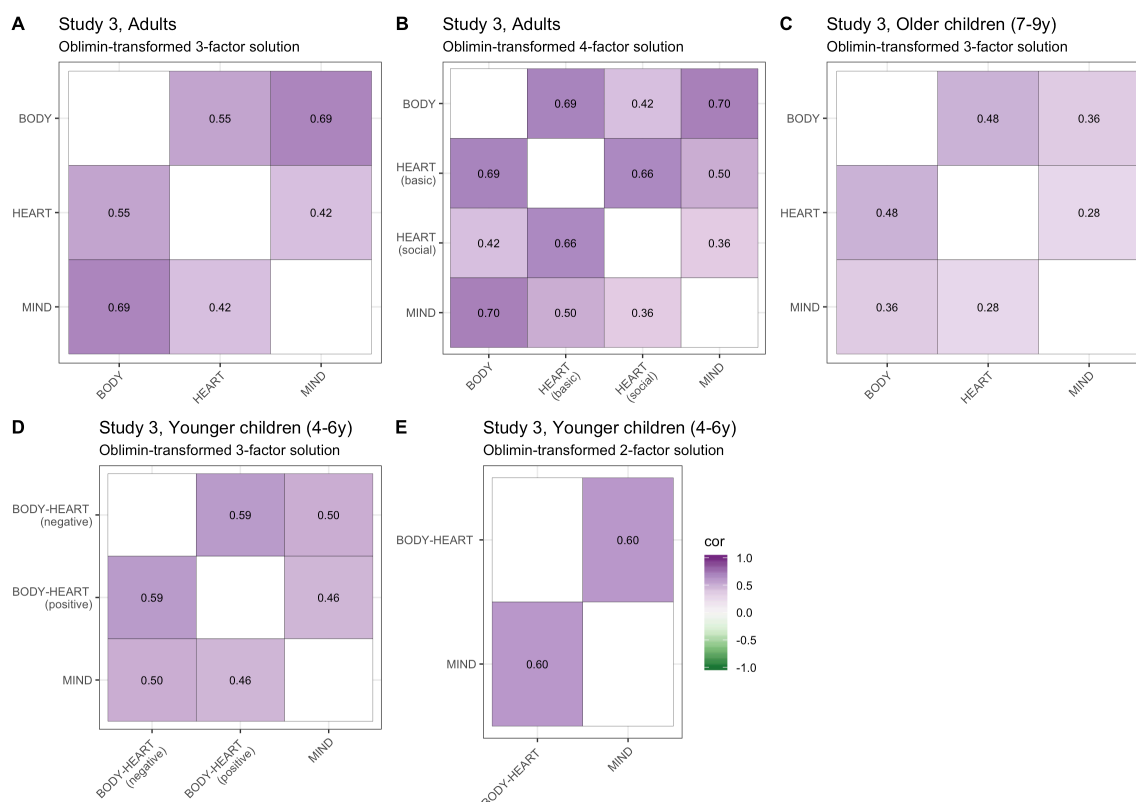 A
Study 3, Adults
Oblimin-transformed 3-factor solution
BODY
0.55
0.69
HEART
0.55
0.42
MIND
0.69
0.42
BODY
HEART
MIND
B
Study 3, Adults
Oblimin-transformed 4-factor solution
BODY
0.69
0.42
0.70
HEART
(basic)
0.69
0.66
0.50
HEART
(social)
0.42
0.66
0.36
MIND
0.70
0.50
0.36
BODY
HEART
(basic)
HEART
(social)
MIND
C
Study 3, Older children (7-9y)
Oblimin-transformed 3-factor solution
BODY
0.48
0.36
HEART
0.48
0.28
MIND
0.36
0.28
BODY
HEART
MIND
D
Study 3, Younger children (4-6y)
Oblimin-transformed 3-factor solution
BODY-HEART
(negative)
0.59
0.50
BODY-HEART
(positive)
0.59
0.46
MIND
0.50
0.46
BODY-HEART
(negative)
BODY-HEART
(positive)
MIND
E
Study 3, Younger children (4-6y)
Oblimin-transformed 2-factor solution
BODY-HEART
0.60
MIND
0.60
BODY-HEART
MIND
cor
1.0
0.5
0.0
-0.5
-1.0